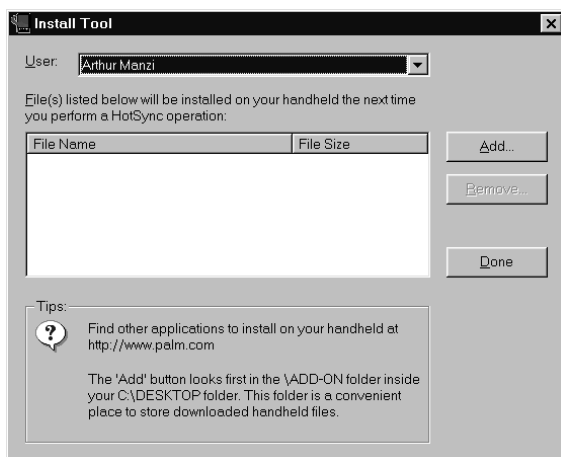 Install Tool
User: Arthur Manzi
File(s) listed below will be installed on your handheld the next time
you perform a HotSync operation:
File Name File Size
Add...
Remove...
Done
Tips:
Find other applications to install on your handheld at
http://www.palm.com
The 'Add' button looks first in the \ADD-ON folder inside
your C:\DESKTOP folder. This folder is a convenient
place to store downloaded handheld files.